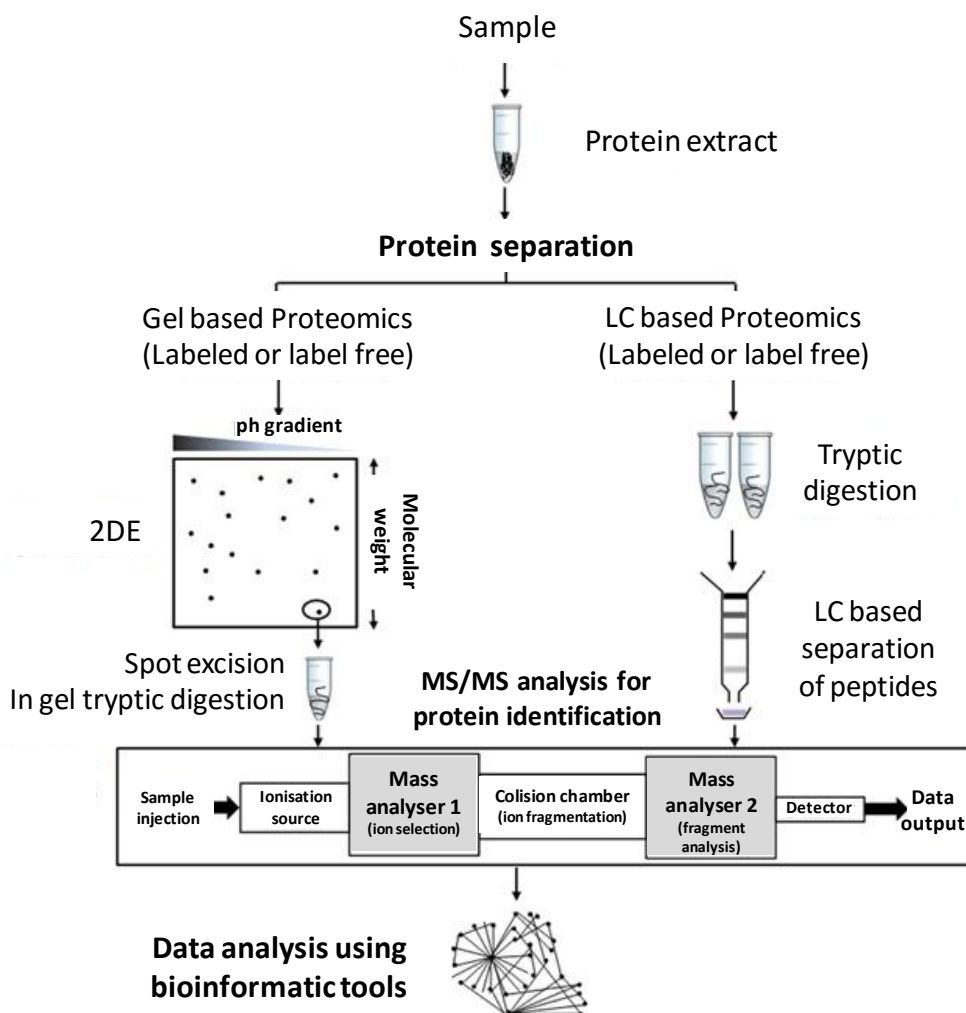 Sample
Protein extract
Protein separation
Gel based Proteomics
(Labeled or label free)
LC based Proteomics
(Labeled or label free)
ph gradient
2DE
Molecular
weight
Tryptic
digestion
Spot excision
In gel tryptic digestion
LC based
separation
of peptides
MS/MS analysis for
protein identification
Sample
injection
Ionisation
source
Mass
analyser 1
(ion selection)
Colision chamber
(ion fragmentation)
Mass
analyser 2
(fragment
analysis)
Detector
Data
output
Data analysis using
bioinformatic tools